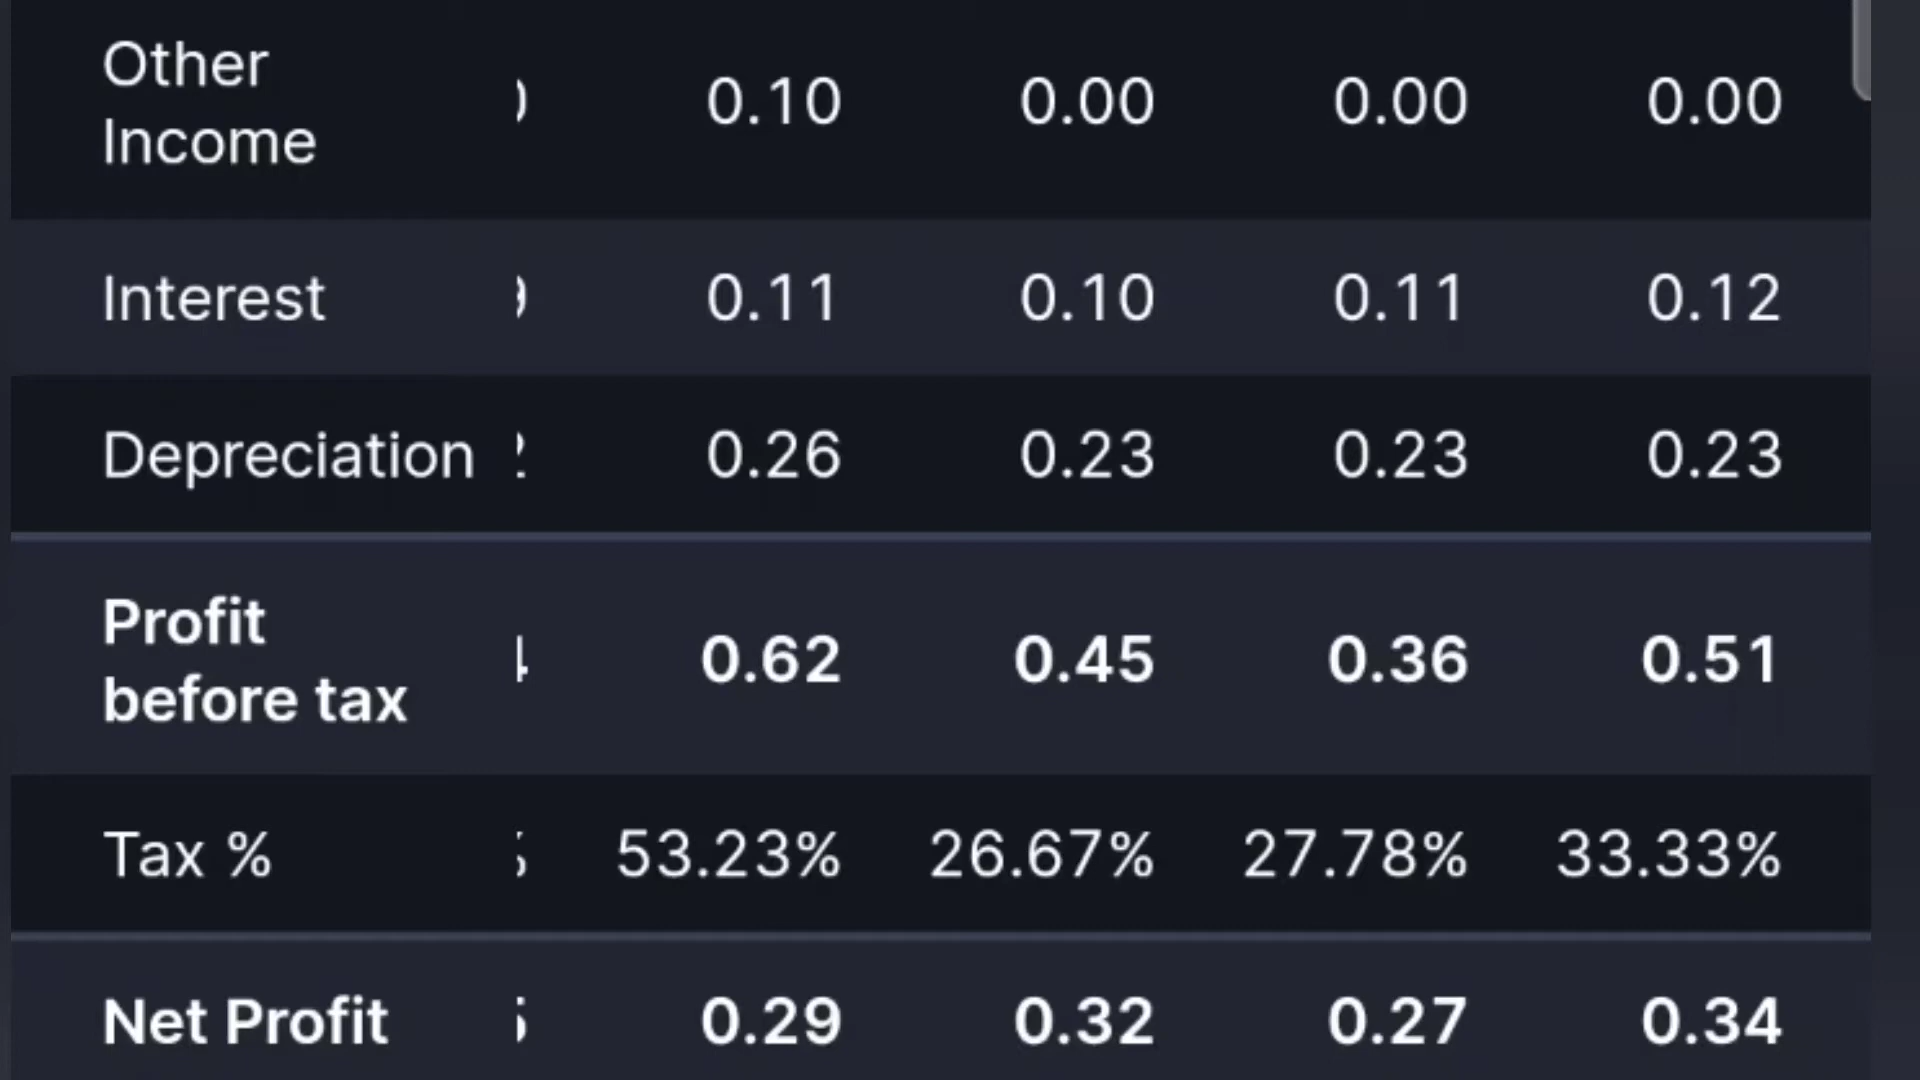 Other
Income 0.10 0.00 0.00 0.00
Interest 0.11 0.10 0.11 0.12
Depreciation 0.26 0.23 0.23 0.23
Profit
before tax 0.62 0.45 0.36 0.51
Tax % 53.23% 26.67% 27.78% 33.33%
Net Profit 0.29 0.32 0.27 0.34